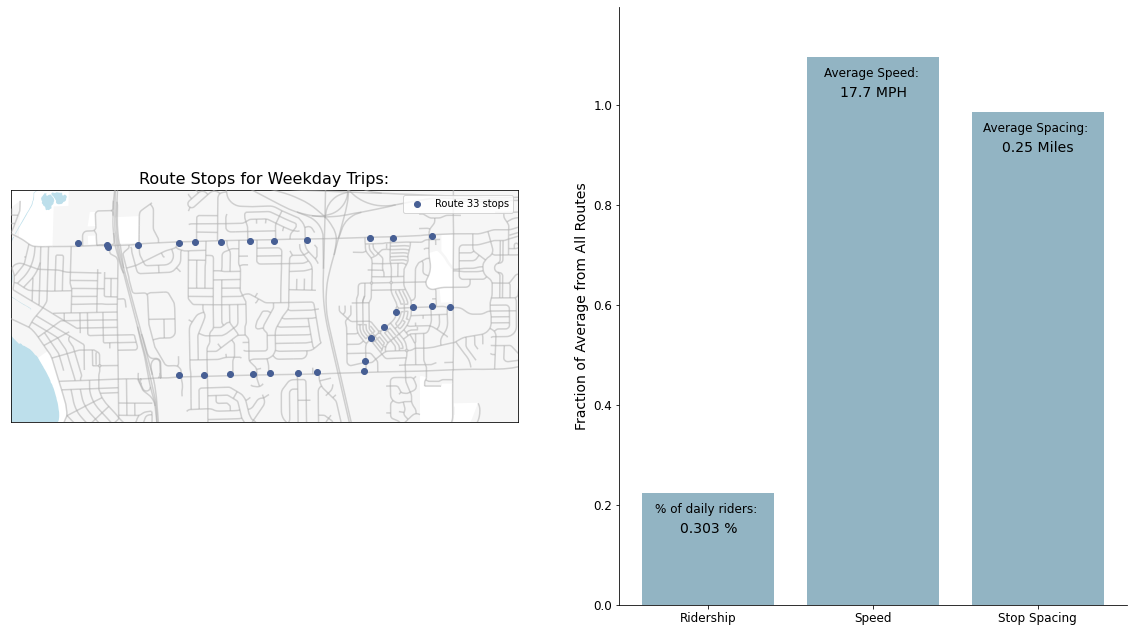 Route Stops for Weekday Trips:
Route 33 stops
Fraction of Average from All Routes
1.0
0.8
0.6
0.4
0.2
0.0
Average Speed:
17.7 MPH
Average Spacing:
0.25 Miles
% of daily riders:
0.303 %
Ridership
Speed
Stop Spacing